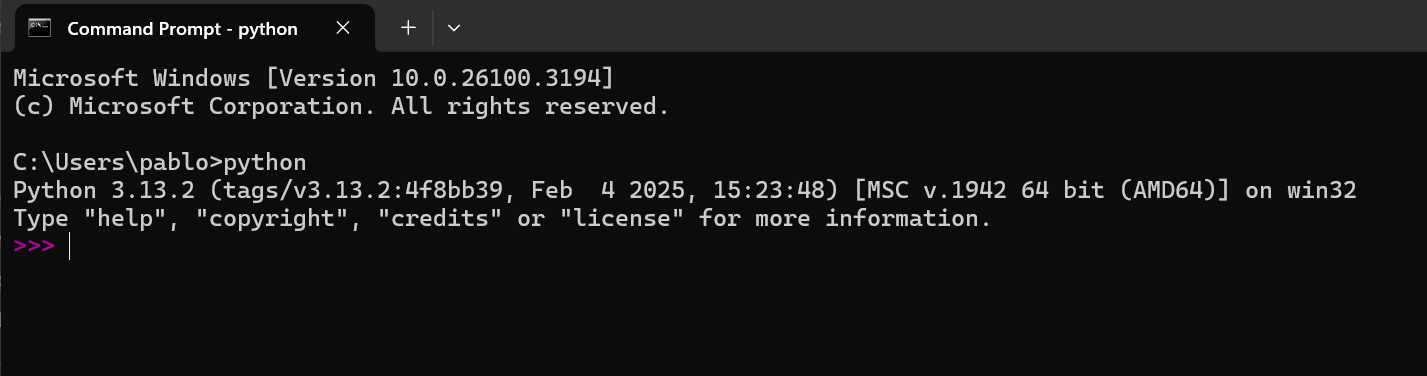 Command Prompt - python
Microsoft Windows [Version 10.0.26100.3194]
(c) Microsoft Corporation. All rights reserved.
C:\Users\pablo>python
Python 3.13.2 (tags/v3.13.2:4f8bb39, Feb  4 2025, 15:23:48) [MSC v.1942 64 bit (AMD64)] on win32
Type "help", "copyright", "credits" or "license" for more information.
>>>